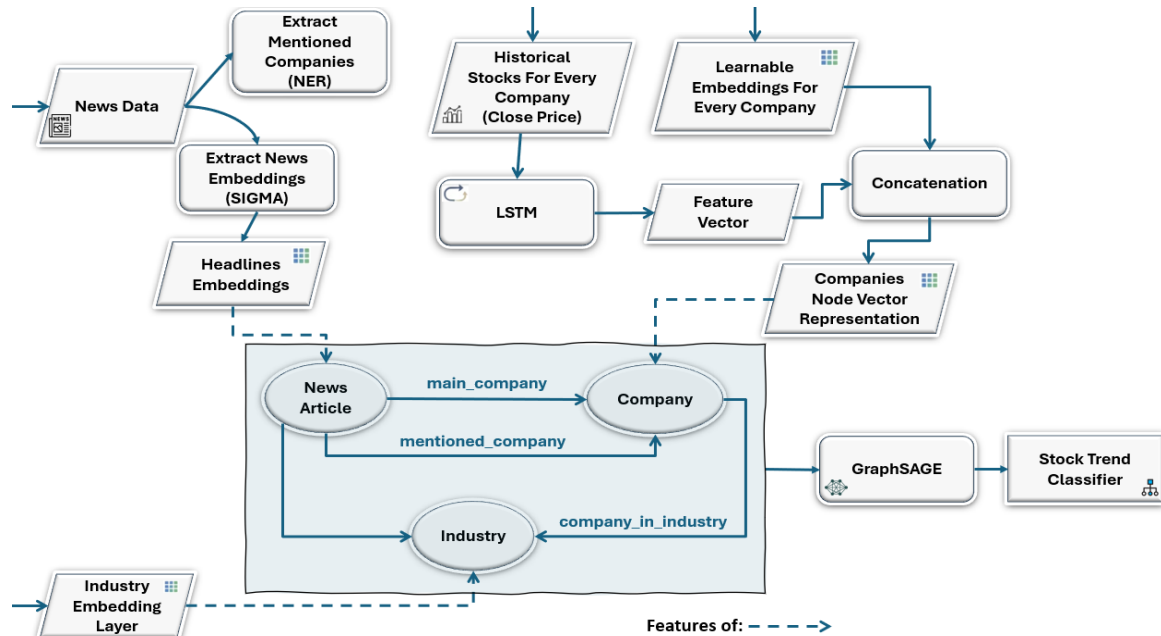 Extract
Mentioned
Companies
(NER)
News Data
NEWS
Extract News
Embeddings
(SIGMA)
Headlines
Embeddings
Historical
Stocks For Every
Company
(Close Price)
Learnable
Embeddings For
Every Company
LSTM
Feature
Vector
Concatenation
Companies
Node Vector
Representation
News
Article
main_company
Company
mentioned_company
Industry
company_in_industry
GraphSAGE
Stock Trend
Classifier
Industry
Embedding
Layer
Features of: